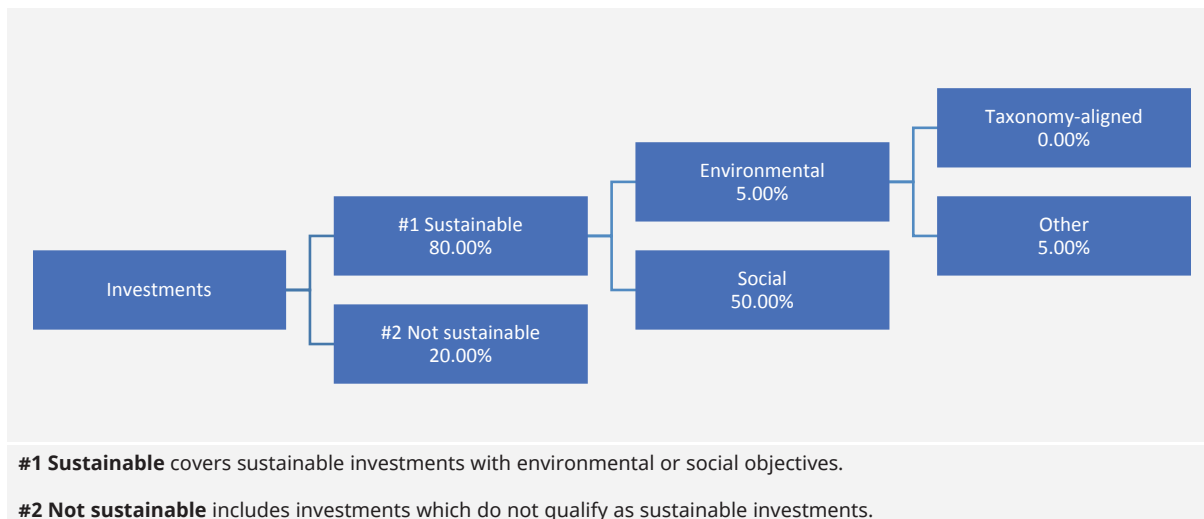 Investments
#1 Sustainable
80.00%
#2 Not sustainable
20.00%
Environmental
5.00%
Social
50.00%
Taxonomy-aligned
0.00%
Other
5.00%
#1 Sustainable covers sustainable investments with environmental or social objectives.
#2 Not sustainable includes investments which do not qualify as sustainable investments.